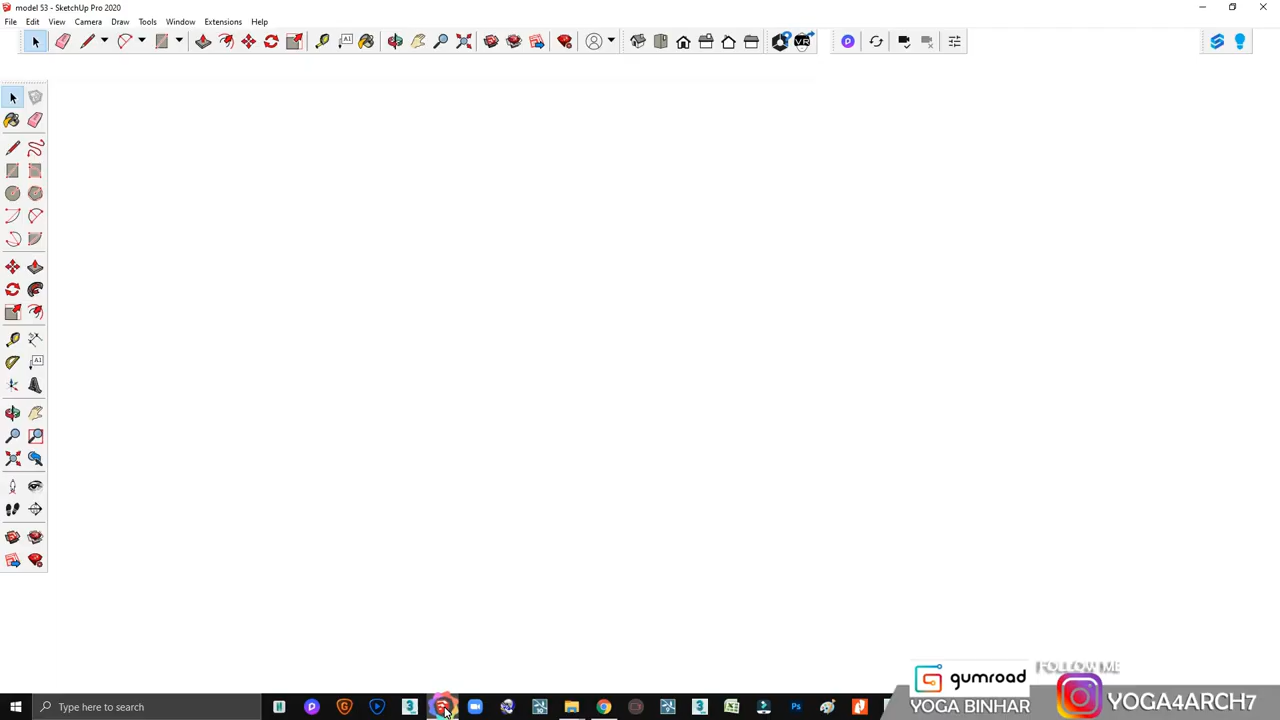 model 53 - SketchUp Pro 2020
File Edit View Camera Draw Tools Window Extensions Help
Type here to search
gumroad
YOGA BINHAR
FOLLOW ME
YOGA4ARCH7